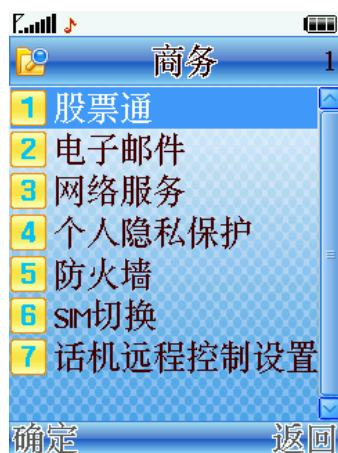 商务 1
1 股票通
2 电子邮件
3 网络服务
4 个人隐私保护
5 防火墙
6 SIM切换
7 话机远程控制设置
确定 返回